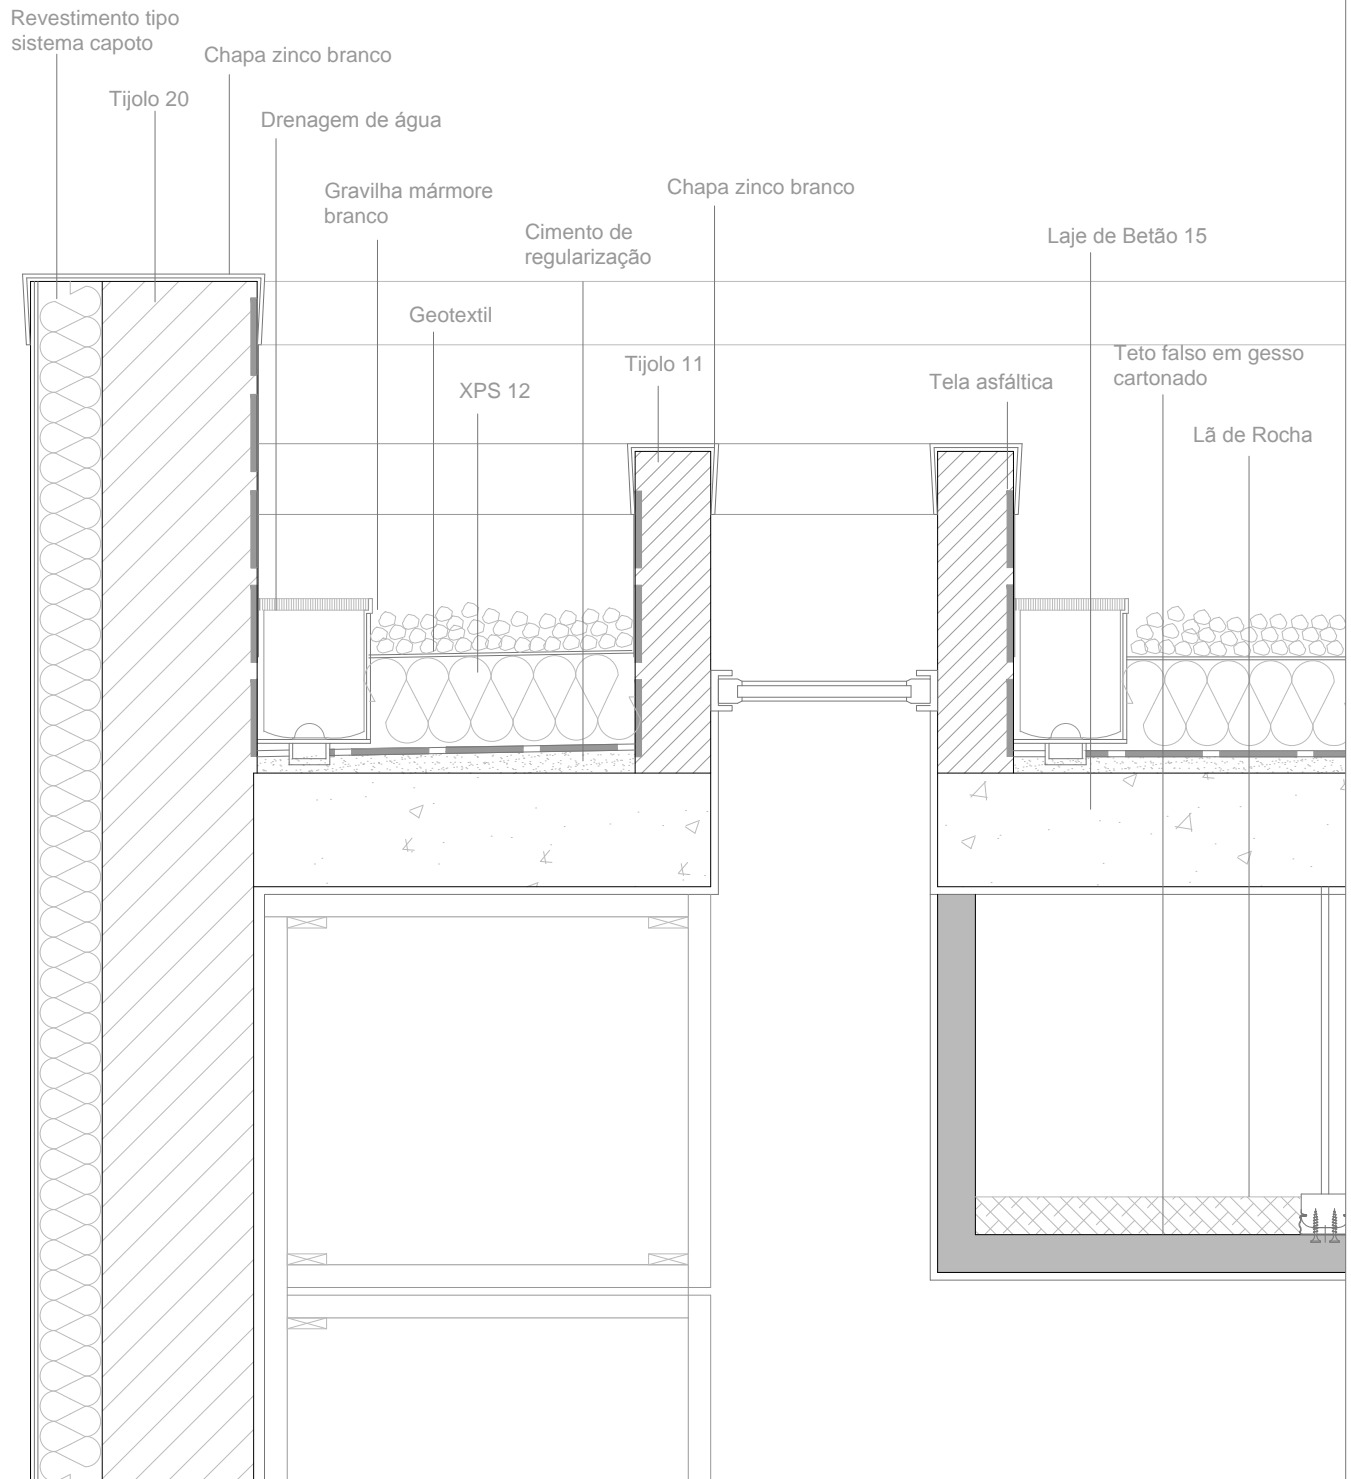 Revestimento tipo
sistema capoto
Chapa zinco branco
Tijolo 20
Drenagem de água
Gravilha mármore
branco
Chapa zinco branco
Cimento de
regularização
Laje de Betão 15
Geotextil
Tijolo 11
Teto falso em gesso
cartonado
XPS 12
Tela asfáltica
Lã de Rocha